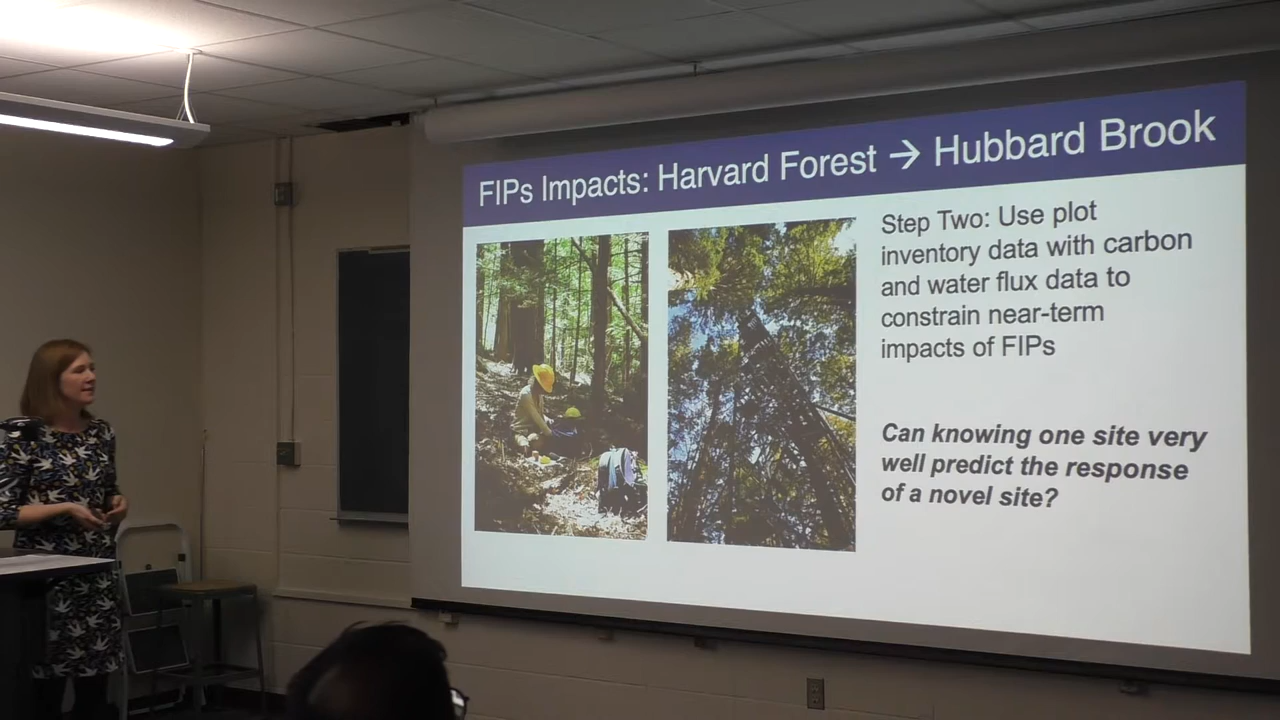 FIPs Impacts: Harvard Forest → Hubbard Brook
Step Two: Use plot
inventory data with carbon
and water flux data to
constrain near-term
impacts of FIPs
Can knowing one site very
well predict the response
of a novel site?